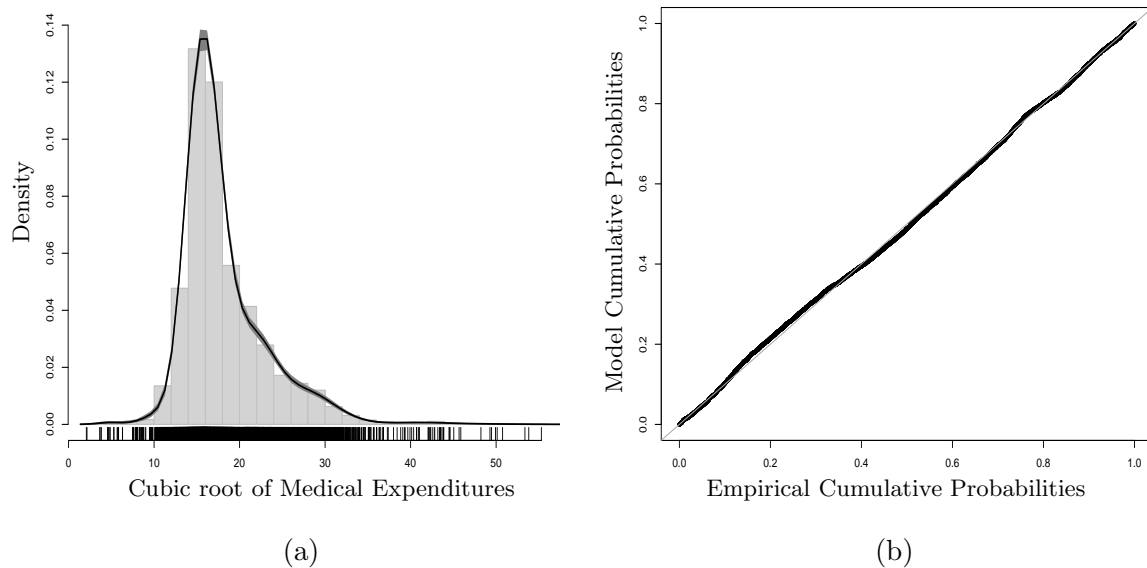 Density
0.00 0.02 0.04 0.06 0.08 0.10 0.12 0.14
0 10 20 30 40 50
Cubic root of Medical Expenditures
(a)
Model Cumulative Probabilities
0.0 0.2 0.4 0.6 0.8 1.0
0.0 0.2 0.4 0.6 0.8 1.0
Empirical Cumulative Probabilities
(b)